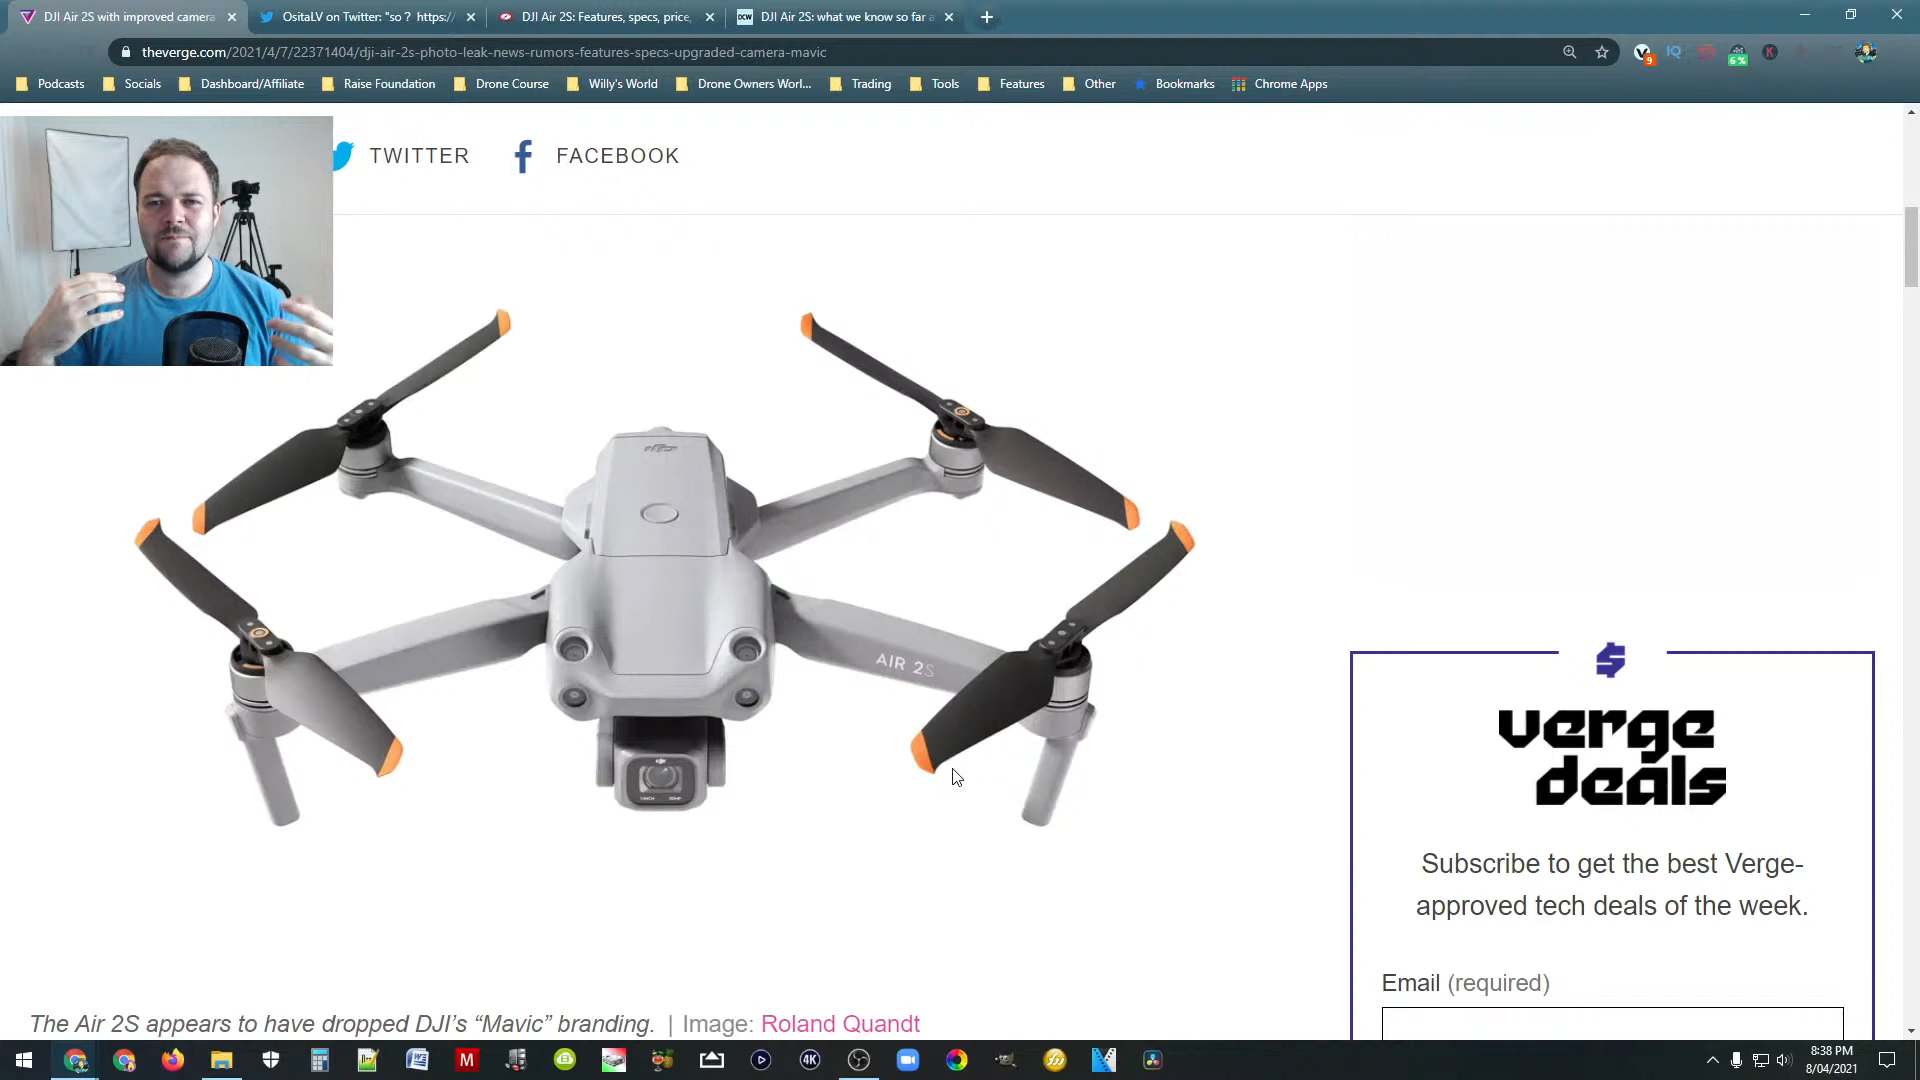 DJI Air 2S with improved camera
OsitaLV on Twitter: "so ? https:/
DJI Air 2S: Features, specs, price,
DCW DJI Air 2S: what we know so far a
theverge.com/2021/4/7/22371404/dji-air-2s-photo-leak-news-rumors-features-specs-upgraded-camera-mavic
9
6 %
K
Podcasts
Socials
Dashboard/Affiliate
Raise Foundation
Drone Course
Willy's World
Drone Owners Worl...
Trading
Tools
Features
Other
Bookmarks
Chrome Apps
TWITTER
FACEBOOK
AIR 2S
verge
deals
Subscribe to get the best Verge-
approved tech deals of the week.
Email (required)
The Air 2S appears to have dropped DJI's “Mavic” branding. | Image: Roland Quandt
4K
8:38 PM
8/04/2021